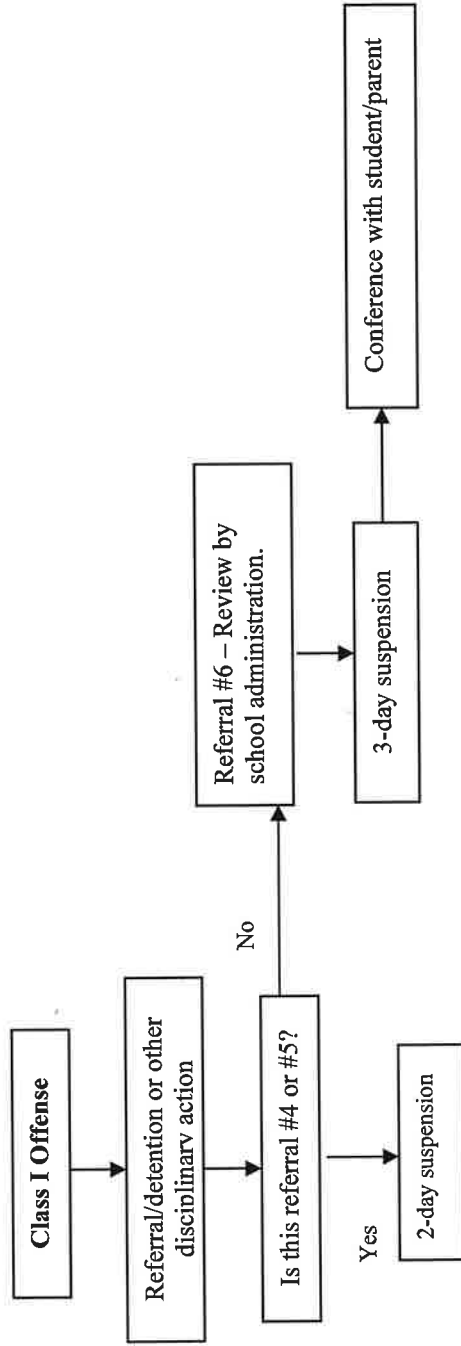 Class I Offense
Referral/detention or other
disciplinary action
Is this referral #4 or #5?
No
Yes
2-day suspension
Referral #6 – Review by
school administration.
3-day suspension
Conference with student/parent